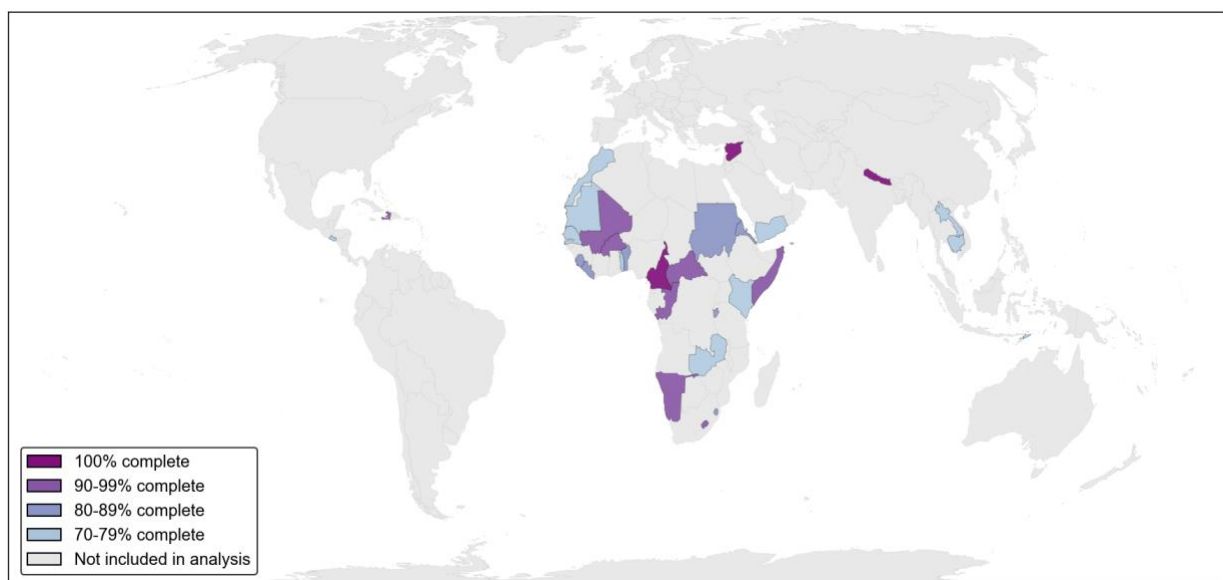 100% complete
90-99% complete
80-89% complete
70-79% complete
Not included in analysis